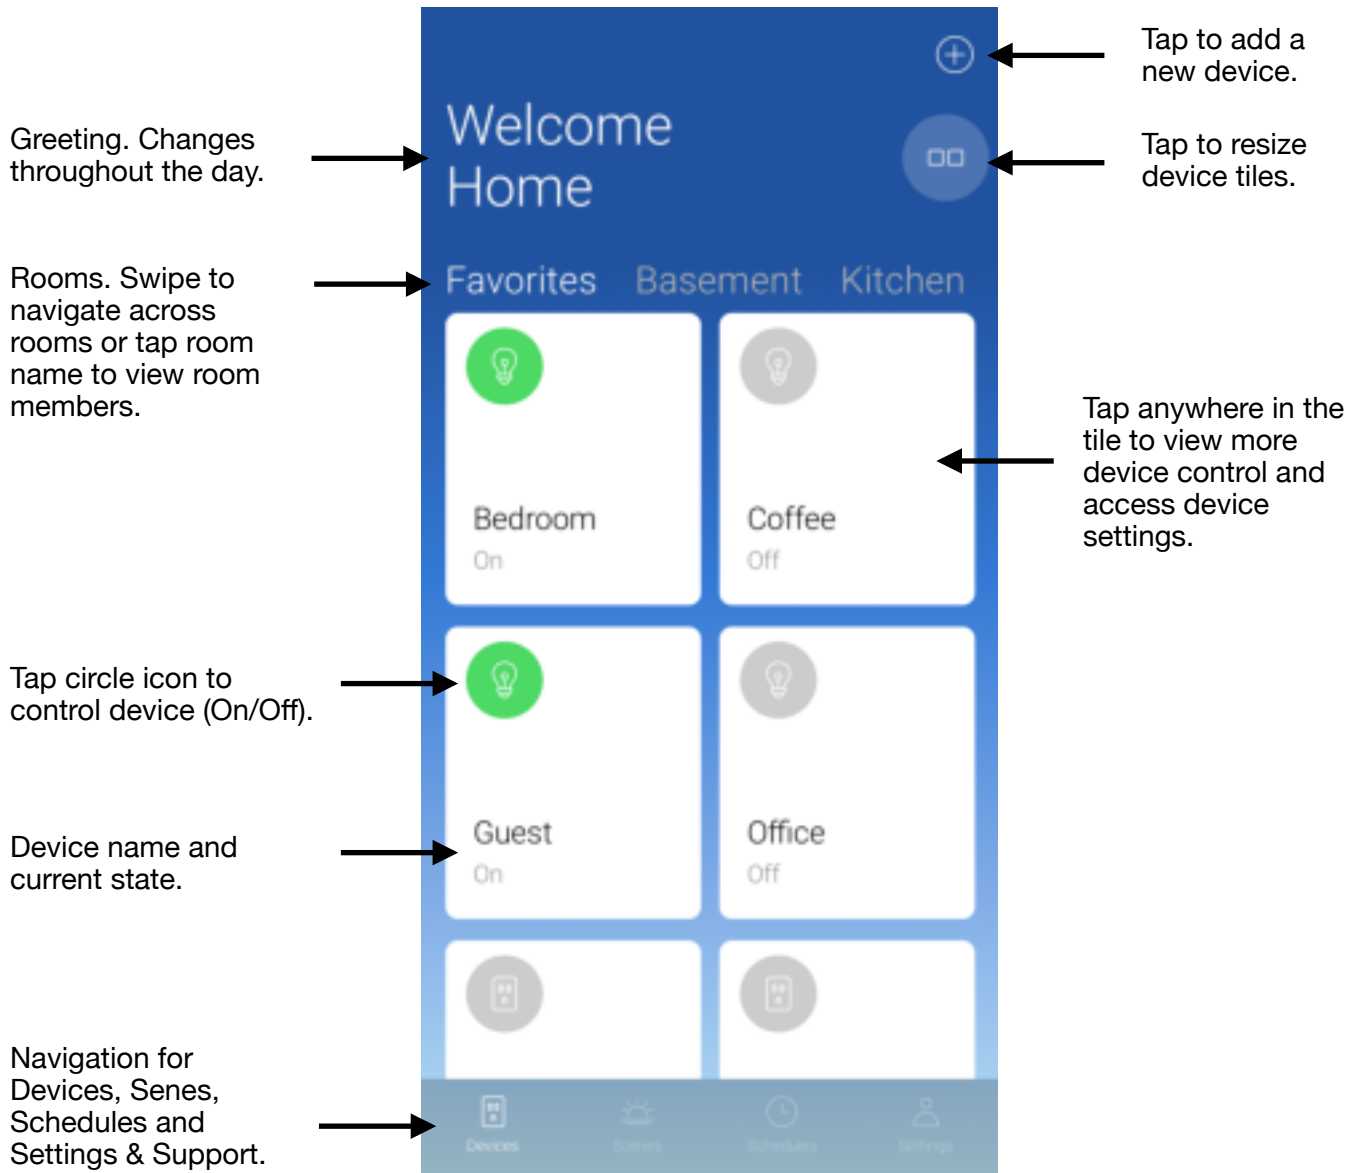 Tap to add a
new device.
Welcome
Home
Greeting. Changes
throughout the day.
Tap to resize
device tiles.
Rooms. Swipe to
navigate across
rooms or tap room
name to view room
members.
Favorites Basement Kitchen
Bedroom
On
Coffee
Off
Tap anywhere in the
tile to view more
device control and
access device
settings.
Tap circle icon to
control device (On/Off).
Device name and
current state.
Guest
On
Office
Off
Navigation for
Devices, Senes,
Schedules and
Settings & Support.
Devices Scenes Schedules Settings